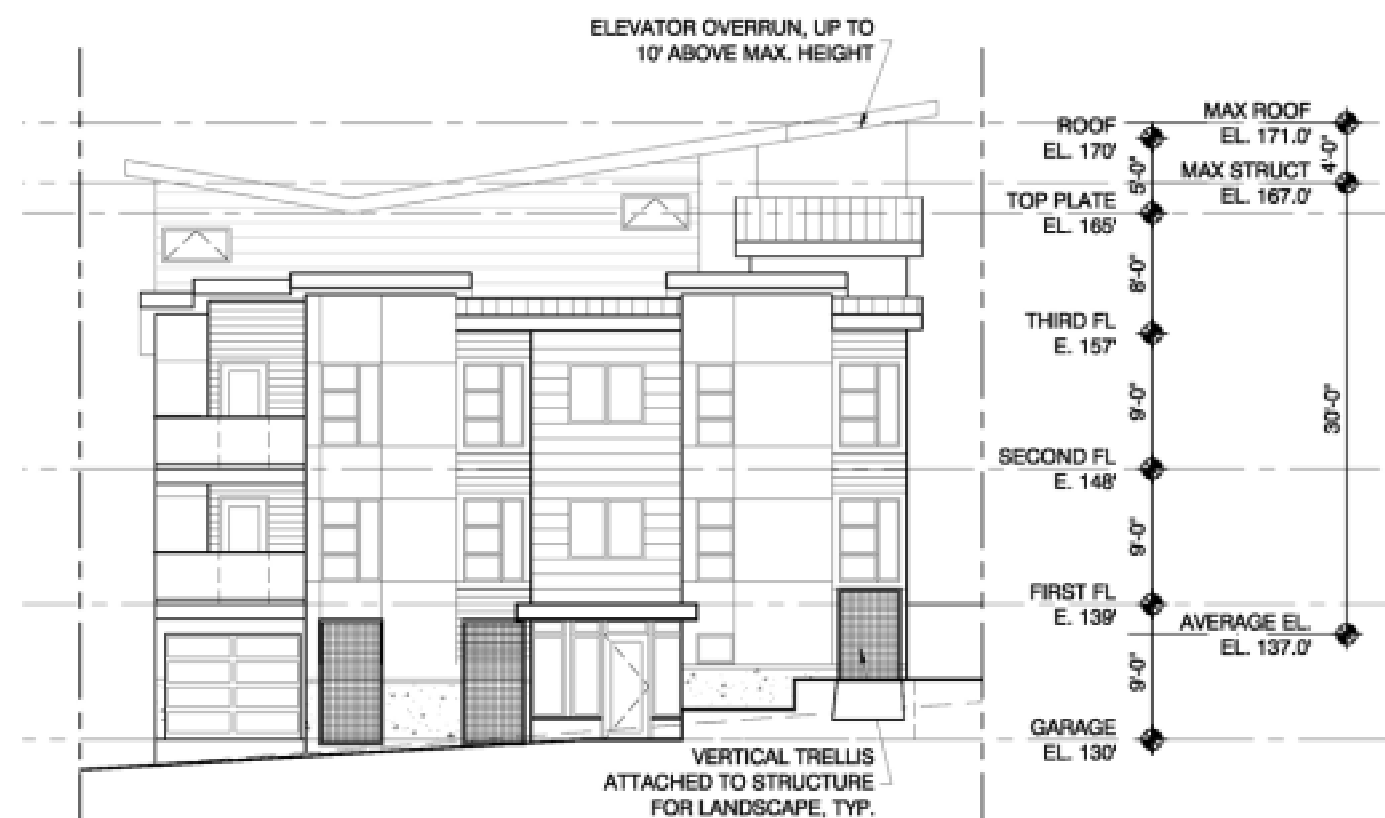 ELEVATOR OVERRUN, UP TO
10' ABOVE MAX. HEIGHT
ROOF
EL. 170'
MAX ROOF
EL. 171.0'
5'-0"
4'-0"
MAX STRUCT
EL. 167.0'
TOP PLATE
EL. 165'
8'-0"
THIRD FL
E. 157'
9'-0"
30'-0"
SECOND FL
E. 148'
9'-0"
FIRST FL
E. 139'
AVERAGE EL.
EL. 137.0'
9'-0"
GARAGE
EL. 130'
VERTICAL TRELLIS
ATTACHED TO STRUCTURE
FOR LANDSCAPE, TYP.